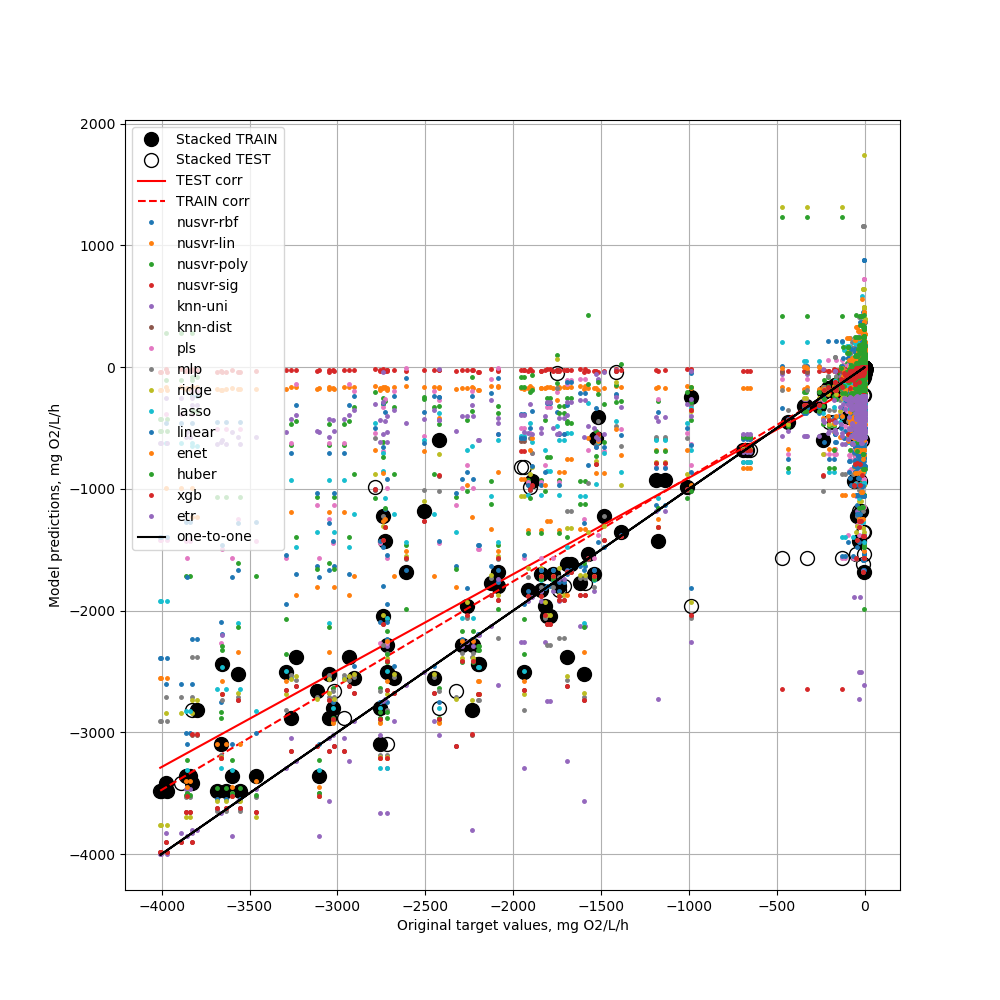 2000
1000
0
−1000
−2000
−3000
−4000
Model predictions, mg O2/L/h
Stacked TRAIN
Stacked TEST
TEST corr
TRAIN corr
nusvr-rbf
nusvr-lin
nusvr-poly
nusvr-sig
knn-uni
knn-dist
pls
mlp
ridge
lasso
linear
enet
huber
xgb
etr
one-to-one
−4000 −3500 −3000 −2500 −2000 −1500 −1000 −500 0
Original target values, mg O2/L/h